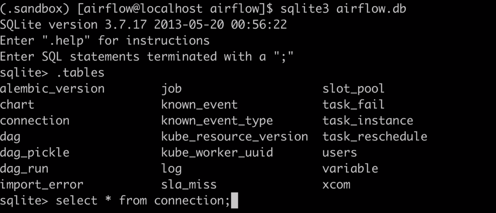 (.sandbox) [airflow@localhost airflow]$ sqlite3 airflow.db
SQLite version 3.7.17 2013-05-20 00:56:22
Enter ".help" for instructions
Enter SQL statements terminated with a ";"
sqlite> .tables
alembic_version job slot_pool
chart known_event task_fail
connection known_event_type task_instance
dag kube_resource_version task_reschedule
dag_pickle kube_worker_uuid users
dag_run log variable
import_error sla_miss xcom
sqlite> select * from connection;